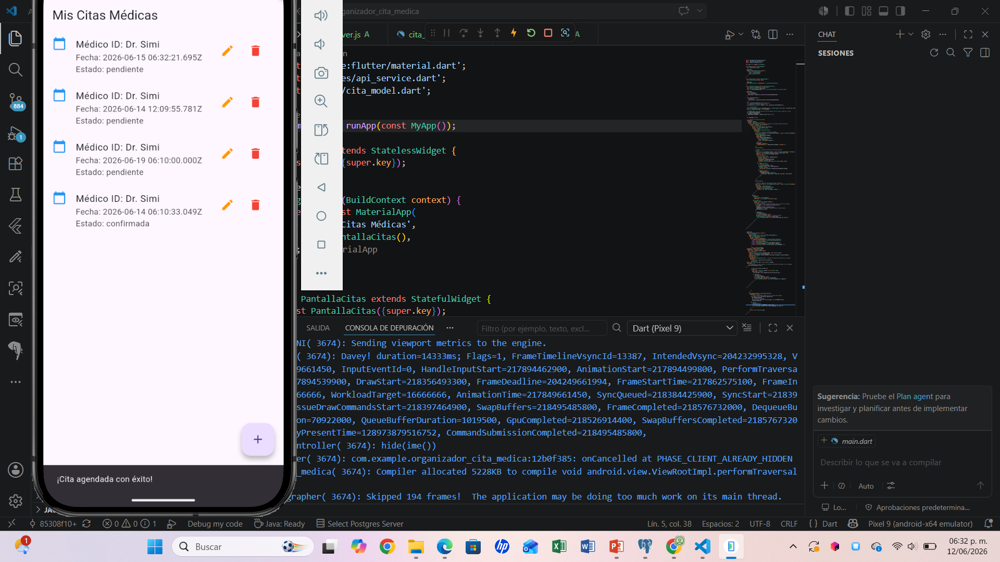 Mis Citas Médicas
Médico ID: Dr. Simi
Fecha: 2026-06-15 06:32:21.695Z
Estado: pendiente
Médico ID: Dr. Simi
Fecha: 2026-06-14 12:09:55.781Z
Estado: pendiente
Médico ID: Dr. Simi
Fecha: 2026-06-19 06:10:00.000Z
Estado: pendiente
Médico ID: Dr. Simi
Fecha: 2026-06-14 06:10:33.049Z
Estado: confirmada
¡Cita agendada con éxito!
884
1
ganizador_cita_medica
ver.js A
cita_
A
n
t e:flutter/material.dart';
t es/api_service.dart';
t /cita_model.dart';
runApp(const MyApp());
tends StatelessWidget {
{super.key});
(BuildContext context) {
st MaterialApp(
Citas Médicas',
ntallaCitas(),
; rialApp
PantallaCitas extends StatefulWidget {
st PantallaCitas({super.key});
SALIDA
CONSOLA DE DEPURACIÓN
Filtro (por ejemplo, texto, excl...
Dart (Pixel 9)
NI( 3674): Sending viewport metrics to the engine.
( 3674): Davey! duration=14333ms; Flags=1, FrameTimelineVsyncId=13387, IntendedVsync=204232995328, V
9661450, InputEventId=0, HandleInputStart=217894462900, AnimationStart=217894499800, PerformTraversa
7894539900, DrawStart=218356493300, FrameDeadline=204249661994, FrameStartTime=217862575100, FrameIn
66666, WorkloadTarget=16666666, AnimationTime=217849661450, SyncQueued=218384425900, SyncStart=21839
ssueDrawCommandsStart=218397464900, SwapBuffers=218495485800, FrameCompleted=218576732000, DequeueBu
on=70922000, QueueBufferDuration=1019500, GpuCompleted=218526914400, SwapBuffersCompleted=2185767320
yPresentTime=128973879516752, CommandSubmissionCompleted=218495485800,
ntroller( 3674): hide(ime())
er( 3674): com.example.organizador_cita_medica:12b0f385: onCancelled at PHASE_CLIENT_ALREADY_HIDDEN
_medica( 3674): Compiler allocated 5228KB to compile void android.view.ViewRootImpl.performTraversal
grapher( 3674): Skipped 194 frames!  The application may be doing too much work on its main thread.
CHAT
SESIONES
Sugerencia: Pruebe el Plan agent para
investigar y planificar antes de implementar
cambios.
main.dart
Describir lo que se va a compilar
Auto
Lo...
Aprobaciones predetermina...
85308f10+
0
0
1
Debug my code
Java: Ready
Select Postgres Server
Lín. 5, col. 38
Espacios: 2
UTF-8
CRLF
{ } Dart
Pixel 9 (android-x64 emulator)
1
Buscar
06:32 p. m.
12/06/2026